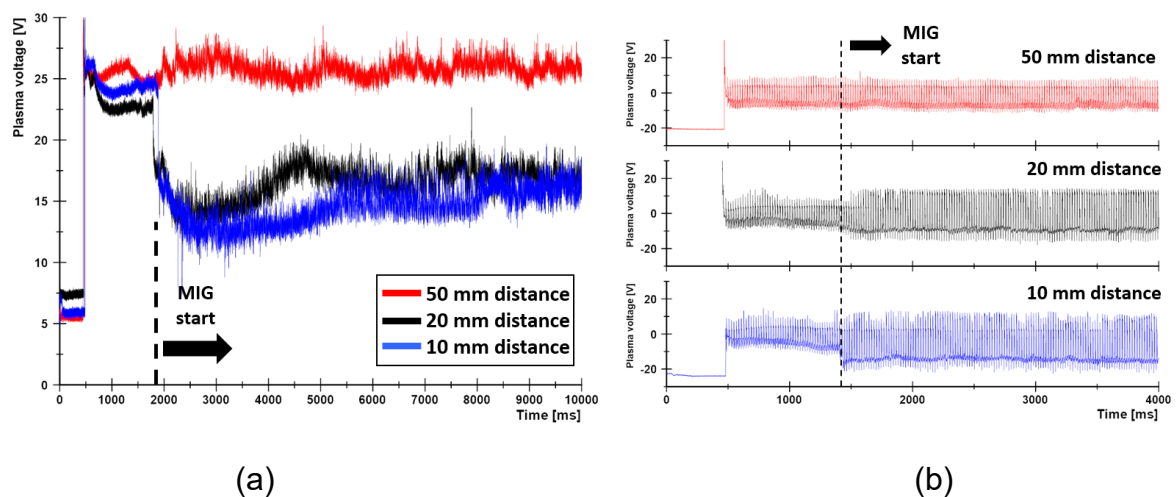 30
25
20
15
10
5
0
Plasma voltage [V]
MIG
start
50 mm distance
20 mm distance
10 mm distance
0 1000 2000 3000 4000 5000 6000 7000 8000 9000 10000
Time [ms]
(a)
MIG
start
50 mm distance
Plasma voltage [V]
20
0
-20
20 mm distance
Plasma voltage [V]
20
0
-20
10 mm distance
Plasma voltage [V]
20
0
-20
0 1000 2000 3000 4000
Time [ms]
(b)